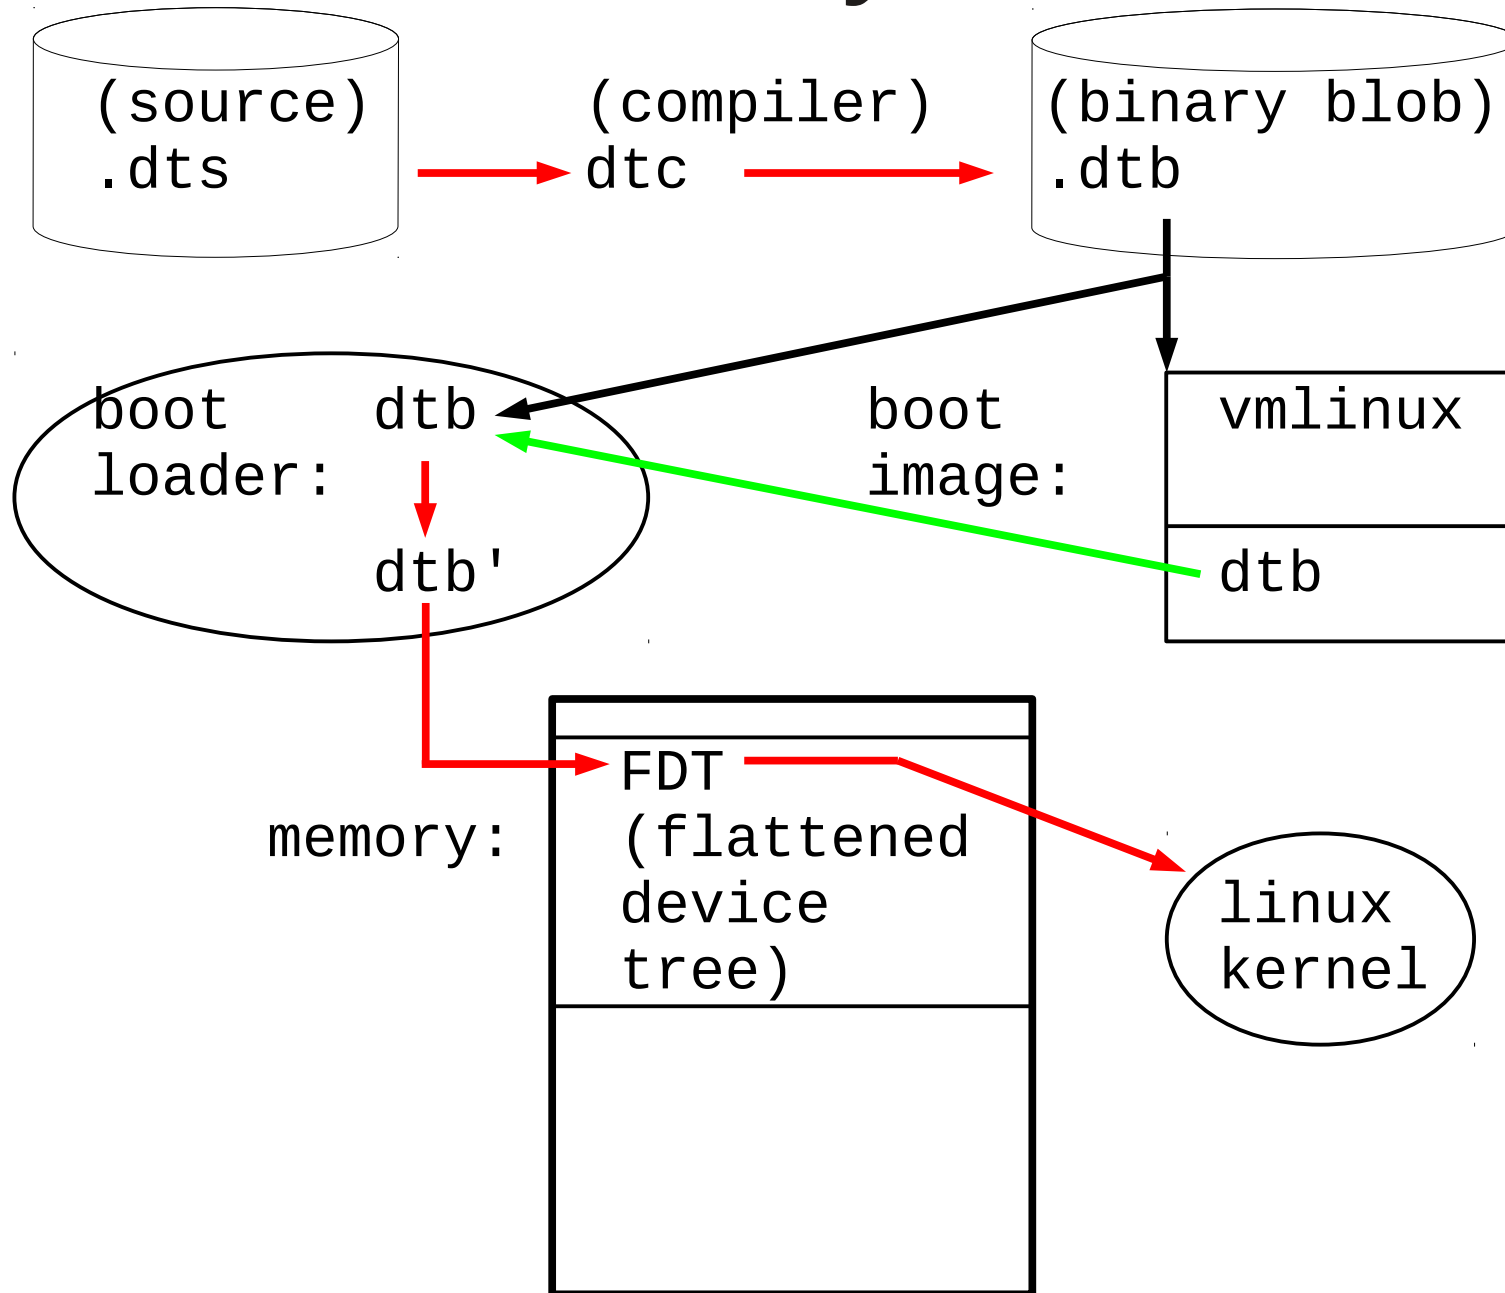 (source)
.dts
(compiler)
dtc
(binary blob)
.dtb
boot
loader:
dtb
dtb'
boot
image:
vmlinux
dtb
memory:
FDT
(flattened
device
tree)
linux
kernel